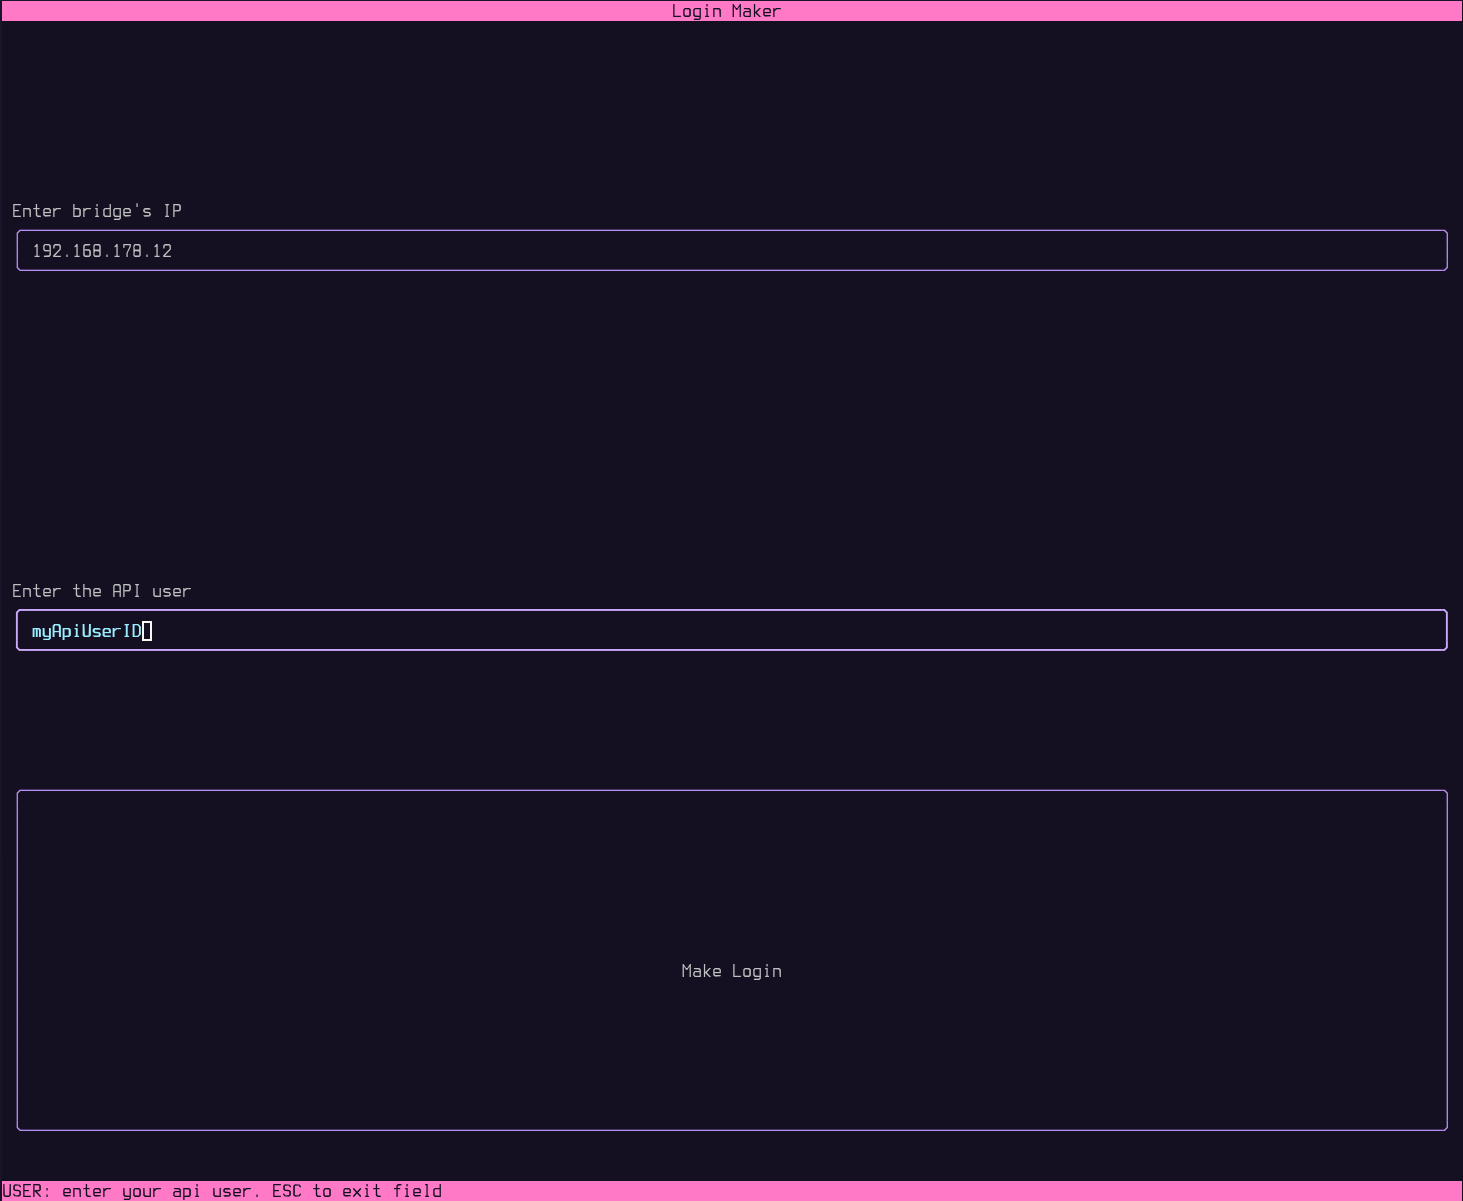 Login Maker
Enter bridge's IP
192.168.178.12
Enter the API user
myApiUserID
Make Login
USER: enter your api user. ESC to exit field